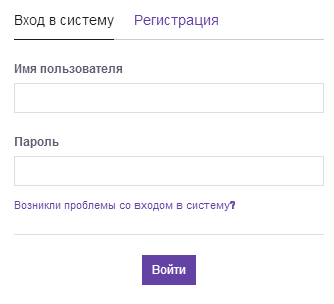 Вход в систему Регистрация
Имя пользователя
Пароль
Возникли проблемы со входом в систему?
Войти